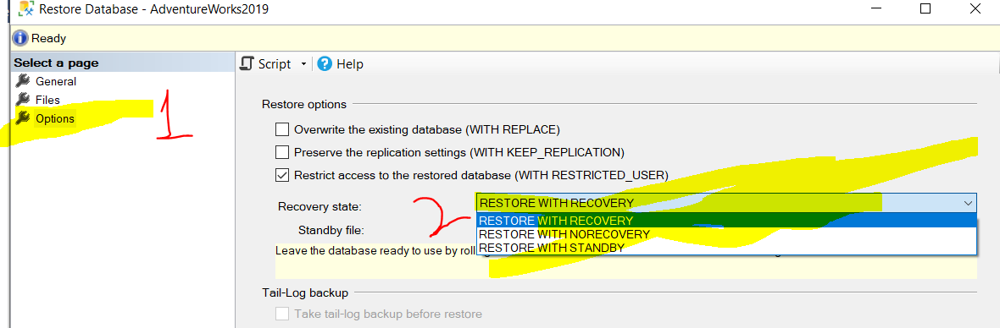 Restore Database - AdventureWorks2019
Ready
Select a page
General
Files
Options
1
Script
Help
Restore options
Overwrite the existing database (WITH REPLACE)
Preserve the replication settings (WITH KEEP_REPLICATION)
Restrict access to the restored database (WITH RESTRICTED_USER)
Recovery state:
2
RESTORE WITH RECOVERY
RESTORE WITH RECOVERY
Standby file:
RESTORE WITH NORECOVERY
RESTORE WITH STANDBY
Leave the database ready to use by roll
Tail-Log backup
Take tail-log backup before restore